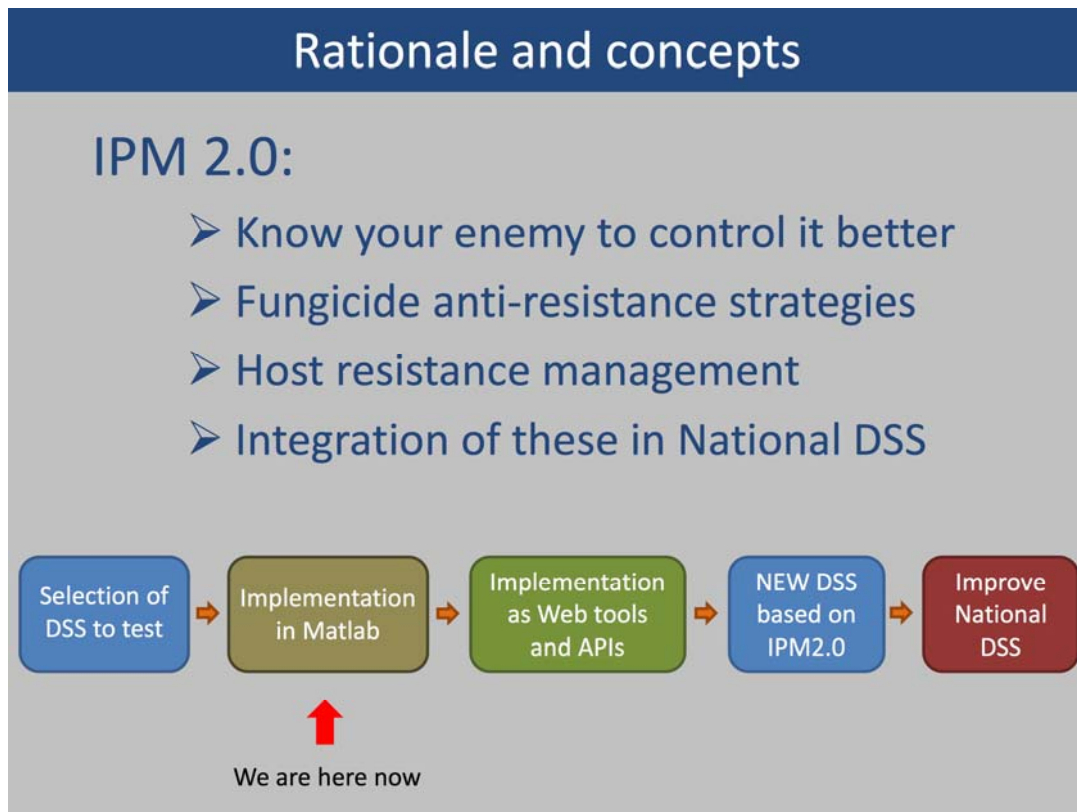 Rationale and concepts
IPM 2.0:
➢ Know your enemy to control it better
➢ Fungicide anti-resistance strategies
➢ Host resistance management
➢ Integration of these in National DSS
Selection of
DSS to test
Implementation
in Matlab
Implementation
as Web tools
and APIs
NEW DSS
based on
IPM2.0
Improve
National
DSS
We are here now